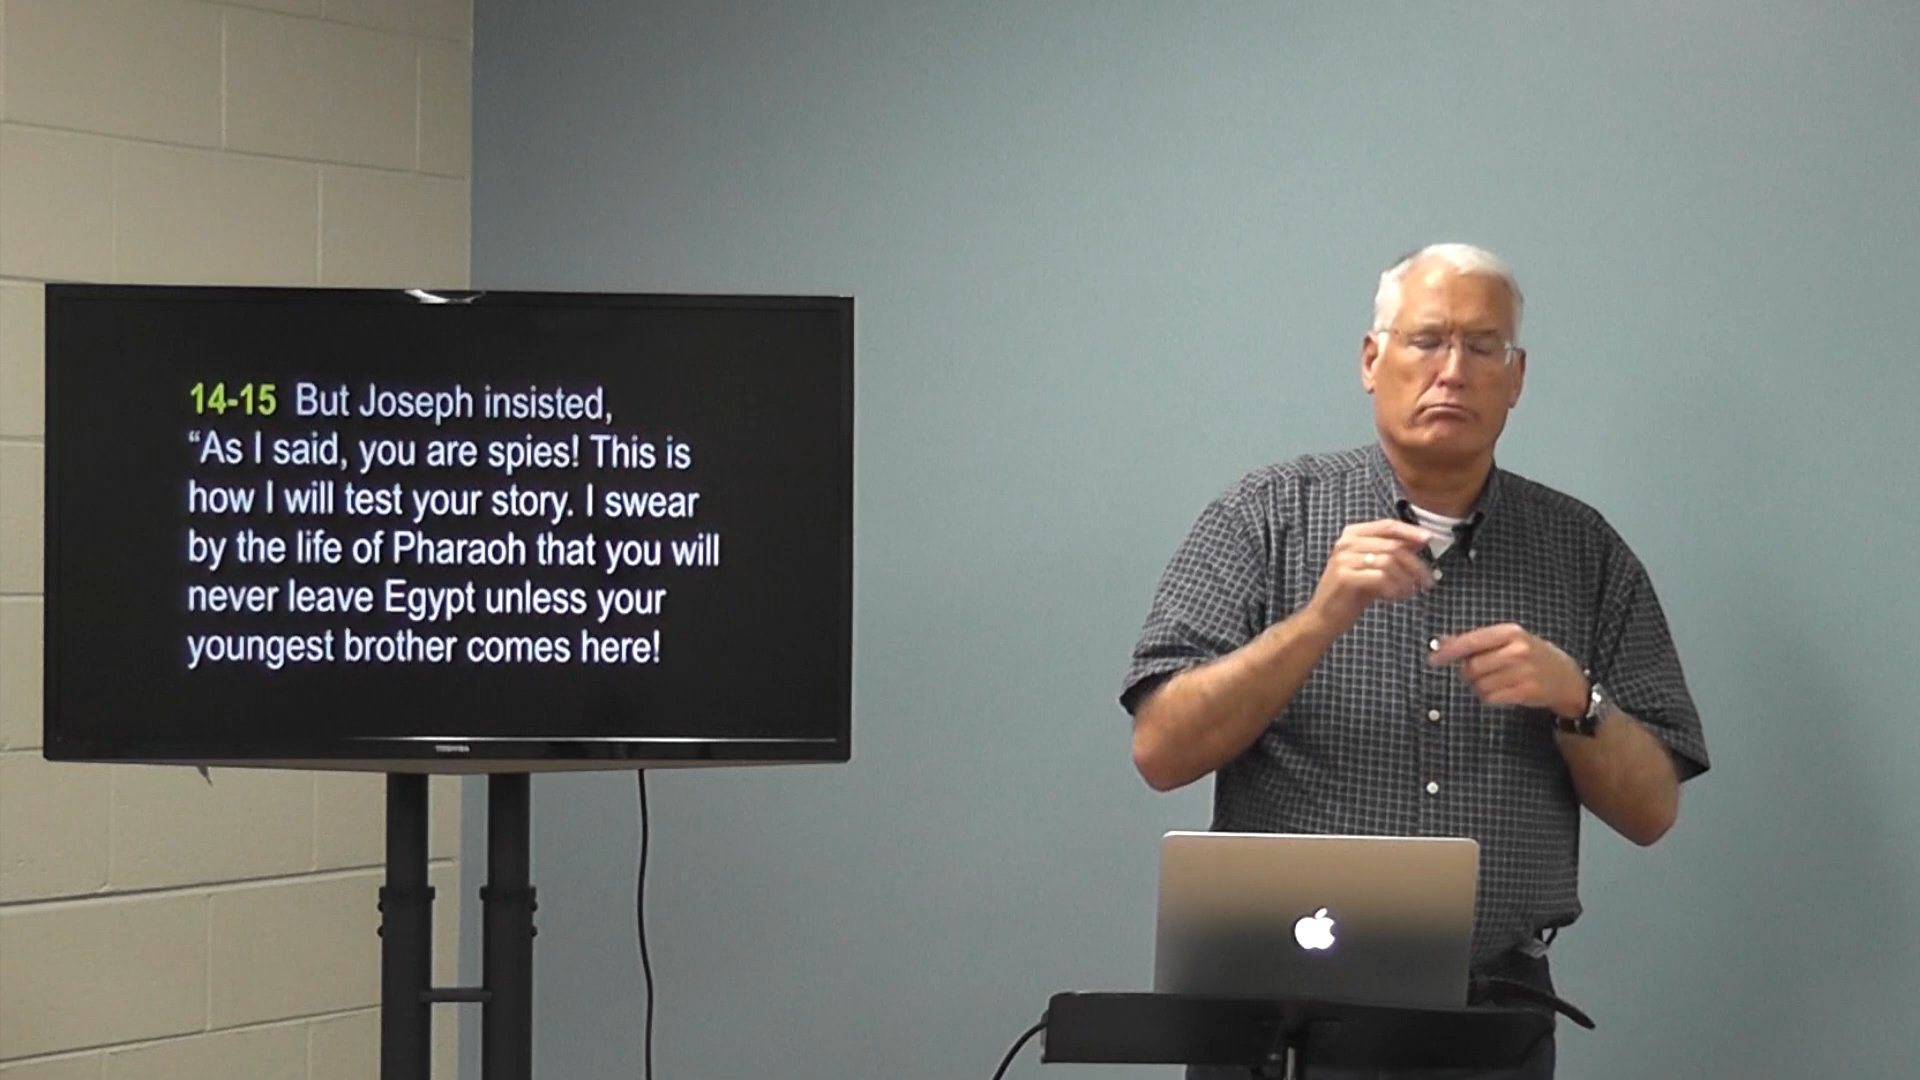 14-15 But Joseph insisted,
“As I said, you are spies! This is
how I will test your story. I swear
by the life of Pharaoh that you will
never leave Egypt unless your
youngest brother comes here!
TOSHIBA